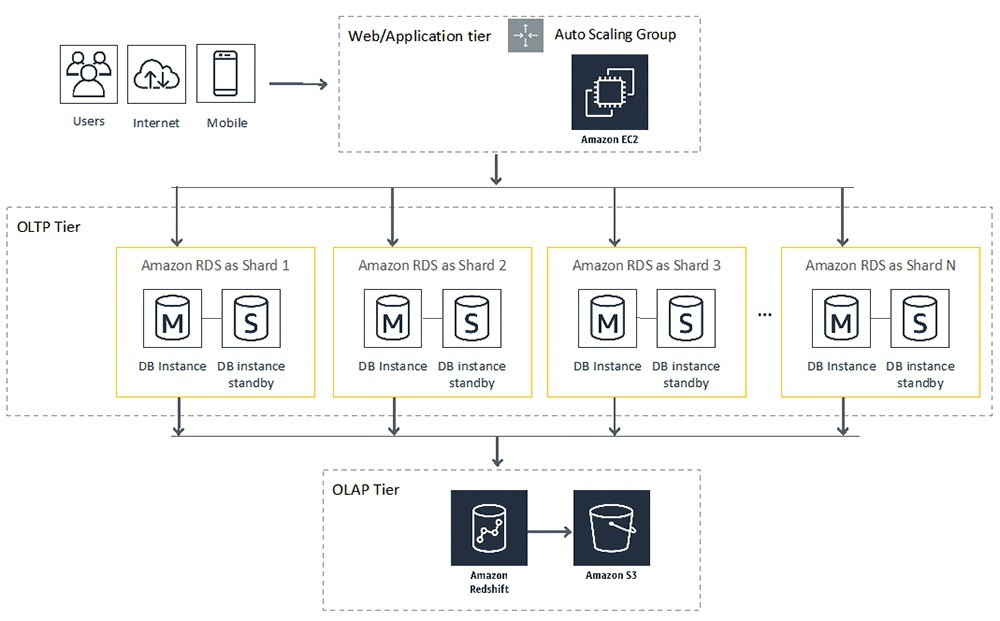 Web/Application tier
Auto Scaling Group
Users
Internet
Mobile
Amazon EC2
OLTP Tier
Amazon RDS as Shard 1
M
S
DB Instance
DB instance
standby
Amazon RDS as Shard 2
M
S
DB Instance
DB instance
standby
Amazon RDS as Shard 3
M
S
DB Instance
DB instance
standby
...
Amazon RDS as Shard N
M
S
DB Instance
DB instance
standby
OLAP Tier
Amazon
Redshift
Amazon S3